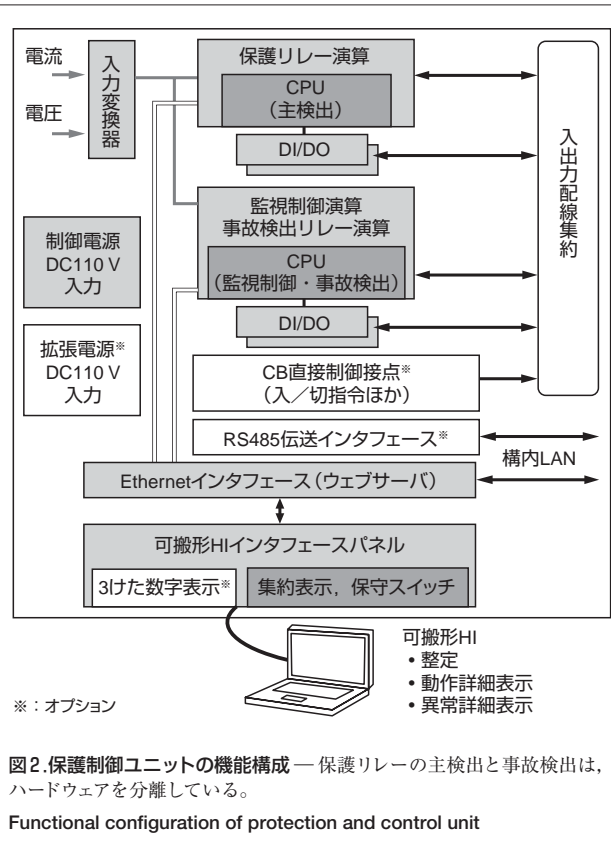 電流
電圧
入力変換器
保護リレー演算
CPU
（主検出）
DI/DO
監視制御演算
事故検出リレー演算
CPU
（監視制御・事故検出）
DI/DO
入出力配線集約
制御電源
DC110 V
入力
拡張電源※
DC110 V
入力
CB直接制御接点※
（入／切指令ほか）
RS485伝送インタフェース※
構内LAN
Ethernetインタフェース（ウェブサーバ）
可搬形HIインタフェースパネル
3けた数字表示※
集約表示，保守スイッチ
可搬形HI
• 整定
• 動作詳細表示
• 異常詳細表示
※：オプション
図2．保護制御ユニットの機能構成 — 保護リレーの主検出と事故検出は，
ハードウェアを分離している。
Functional configuration of protection and control unit